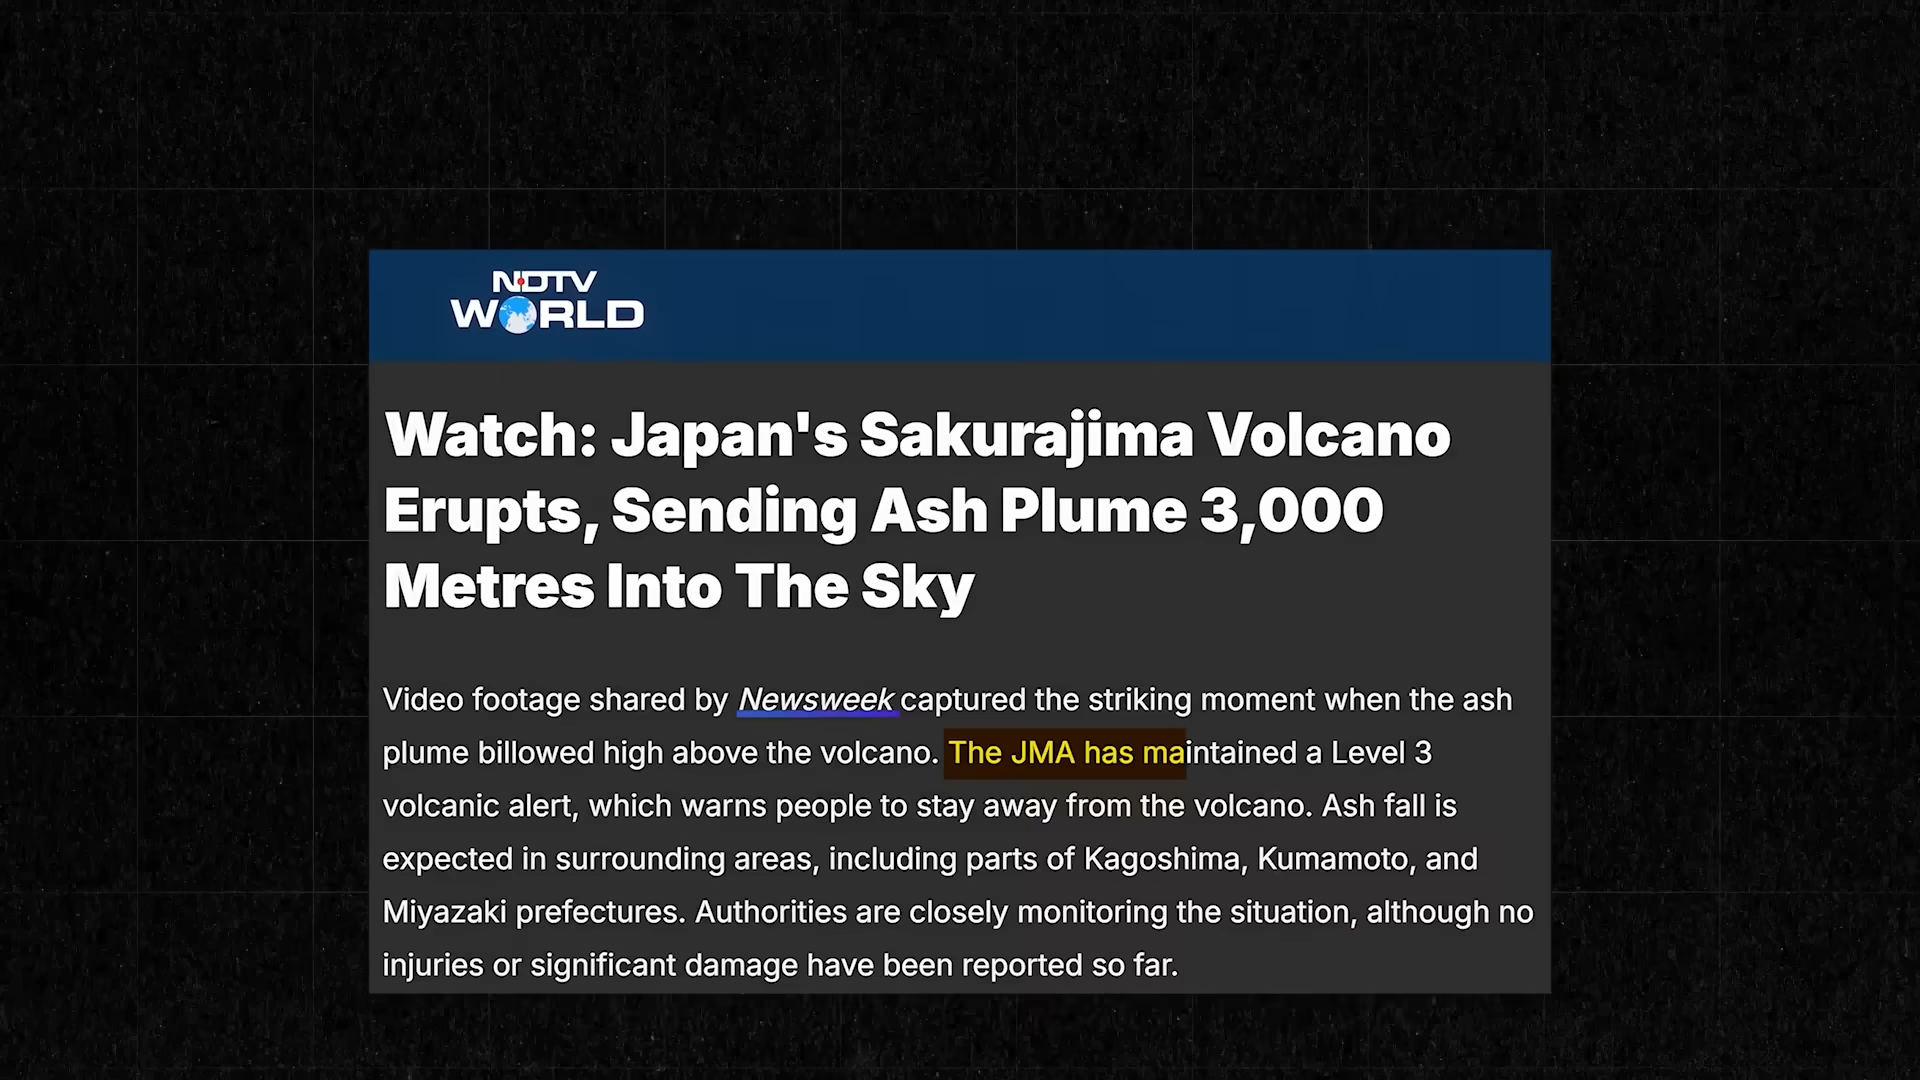 NDTV
WORLD
Watch: Japan's Sakurajima Volcano
Erupts, Sending Ash Plume 3,000
Metres Into The Sky
Video footage shared by Newsweek captured the striking moment when the ash
plume billowed high above the volcano. The JMA has maintained a Level 3
volcanic alert, which warns people to stay away from the volcano. Ash fall is
expected in surrounding areas, including parts of Kagoshima, Kumamoto, and
Miyazaki prefectures. Authorities are closely monitoring the situation, although no
injuries or significant damage have been reported so far.